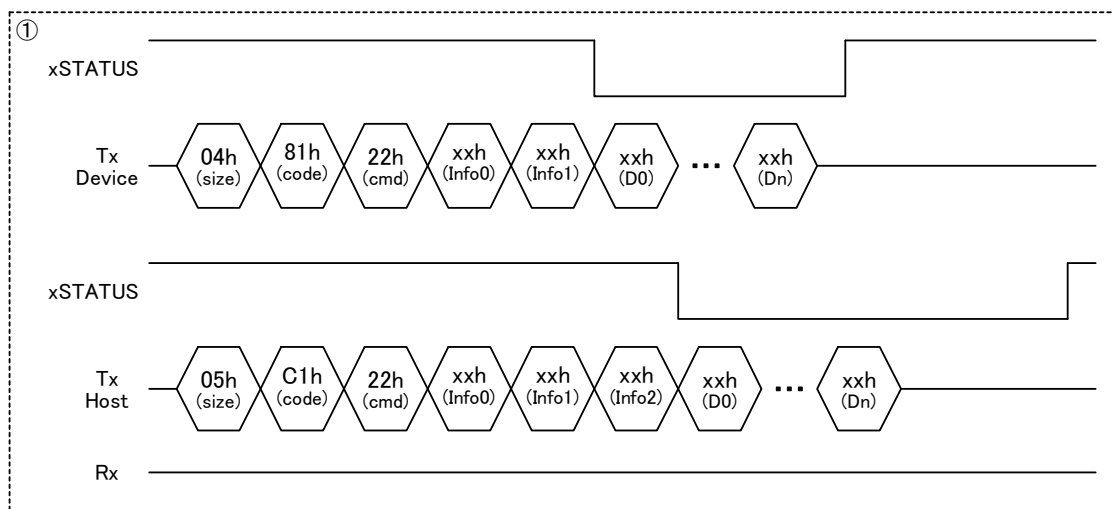 ①
xSTATUS
Tx
Device
04h
(size)
81h
(code)
22h
(cmd)
xxh
(Info0)
xxh
(Info1)
xxh
(D0)
...
xxh
(Dn)
xSTATUS
Tx
Host
05h
(size)
C1h
(code)
22h
(cmd)
xxh
(Info0)
xxh
(Info1)
xxh
(Info2)
xxh
(D0)
...
xxh
(Dn)
Rx